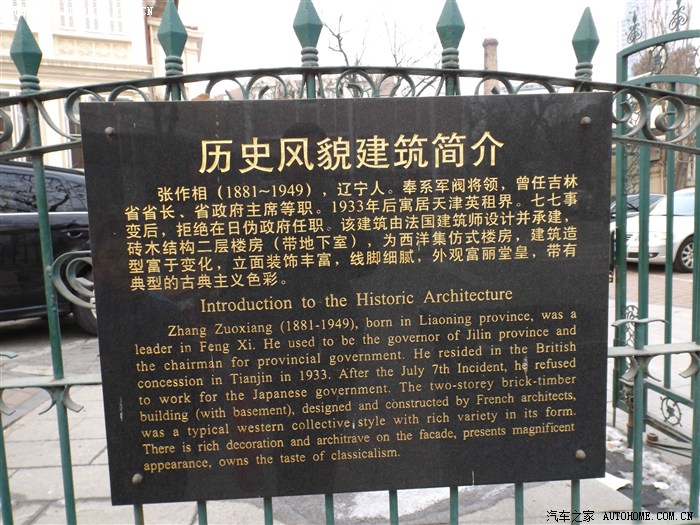 历史风貌建筑简介
张作相（1881~1949），辽宁人。奉系军阀将领，曾任吉林
省省长、省政府主席等职。1933年后寓居天津英租界。七七事
变后，拒绝在日伪政府任职。该建筑由法国建筑师设计并承建，
砖木结构二层楼房（带地下室），为西洋集仿式楼房，建筑造
型富于变化，立面装饰丰富，线脚细腻，外观富丽堂皇，带有
典型的古典主义色彩。
Introduction to the Historic Architecture
Zhang Zuoxiang (1881-1949), born in Liaoning province, was a
leader in Feng Xi. He used to be the governor of Jilin province and
the chairman for provincial government. He resided in the British
concession in Tianjin in 1933. After the July 7th Incident, he refused
to work for the Japanese government. The two-storey brick-timber
building (with basement), designed and constructed by French architects,
was a typical western collective style with rich variety in its form.
There is rich decoration and architrave on the facade, presents magnificent
appearance, owns the taste of classicalism.
汽车之家 AUTOHOME.COM.CN